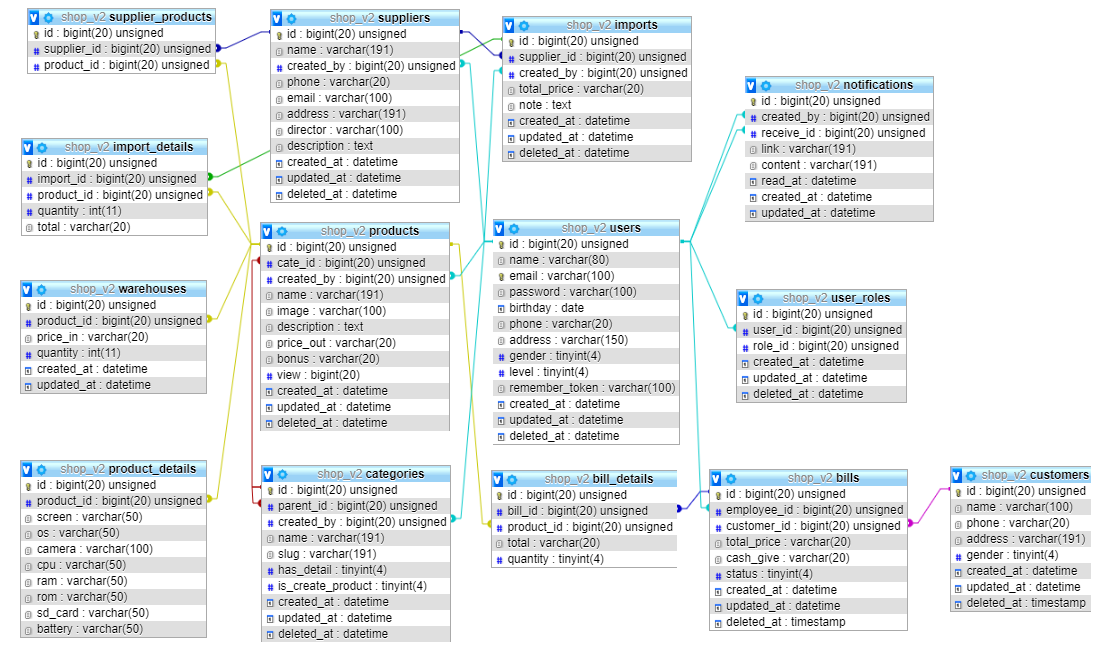 shop_v2 supplier_products
id : bigint(20) unsigned
supplier_id : bigint(20) unsigned
product_id : bigint(20) unsigned
shop_v2 suppliers
id : bigint(20) unsigned
name : varchar(191)
created_by : bigint(20) unsigned
phone : varchar(20)
email : varchar(100)
address : varchar(191)
director : varchar(100)
description : text
created_at : datetime
updated_at : datetime
deleted_at : datetime
shop_v2 imports
id : bigint(20) unsigned
supplier_id : bigint(20) unsigned
created_by : bigint(20) unsigned
total_price : varchar(20)
note : text
created_at : datetime
updated_at : datetime
deleted_at : datetime
shop_v2 notifications
id : bigint(20) unsigned
created_by : bigint(20) unsigned
receive_id : bigint(20) unsigned
link : varchar(191)
content : varchar(191)
read_at : datetime
created_at : datetime
updated_at : datetime
shop_v2 import_details
id : bigint(20) unsigned
import_id : bigint(20) unsigned
product_id : bigint(20) unsigned
quantity : int(11)
total : varchar(20)
shop_v2 products
id : bigint(20) unsigned
cate_id : bigint(20) unsigned
created_by : bigint(20) unsigned
name : varchar(191)
image : varchar(100)
description : text
price_out : varchar(20)
bonus : varchar(20)
view : bigint(20)
created_at : datetime
updated_at : datetime
deleted_at : datetime
shop_v2 users
id : bigint(20) unsigned
name : varchar(80)
email : varchar(100)
password : varchar(100)
birthday : date
phone : varchar(20)
address : varchar(150)
gender : tinyint(4)
level : tinyint(4)
remember_token : varchar(100)
created_at : datetime
updated_at : datetime
deleted_at : datetime
shop_v2 warehouses
id : bigint(20) unsigned
product_id : bigint(20) unsigned
price_in : varchar(20)
quantity : int(11)
created_at : datetime
updated_at : datetime
shop_v2 user_roles
id : bigint(20) unsigned
user_id : bigint(20) unsigned
role_id : bigint(20) unsigned
created_at : datetime
updated_at : datetime
deleted_at : datetime
shop_v2 product_details
id : bigint(20) unsigned
product_id : bigint(20) unsigned
screen : varchar(50)
os : varchar(50)
camera : varchar(100)
cpu : varchar(50)
ram : varchar(50)
rom : varchar(50)
sd_card : varchar(50)
battery : varchar(50)
shop_v2 categories
id : bigint(20) unsigned
parent_id : bigint(20) unsigned
created_by : bigint(20) unsigned
name : varchar(191)
slug : varchar(191)
has_detail : tinyint(4)
is_create_product : tinyint(4)
created_at : datetime
updated_at : datetime
deleted_at : datetime
shop_v2 bill_details
id : bigint(20) unsigned
bill_id : bigint(20) unsigned
product_id : bigint(20) unsigned
total : varchar(20)
quantity : tinyint(4)
shop_v2 bills
id : bigint(20) unsigned
employee_id : bigint(20) unsigned
customer_id : bigint(20) unsigned
total_price : varchar(20)
cash_give : varchar(20)
status : tinyint(4)
created_at : datetime
updated_at : datetime
deleted_at : timestamp
shop_v2 customers
id : bigint(20) unsigned
name : varchar(100)
phone : varchar(20)
address : varchar(191)
gender : tinyint(4)
created_at : datetime
updated_at : datetime
deleted_at : timestamp